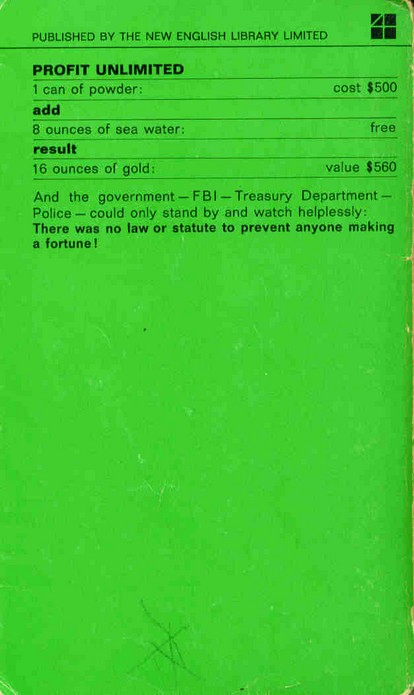 PUBLISHED BY THE NEW ENGLISH LIBRARY LIMITED
PROFIT UNLIMITED
1 can of powder: cost $500
add
8 ounces of sea water: free
result
16 ounces of gold: value $560
And the government — FBI — Treasury Department —
Police — could only stand by and watch helplessly:
There was no law or statute to prevent anyone making
a fortune!